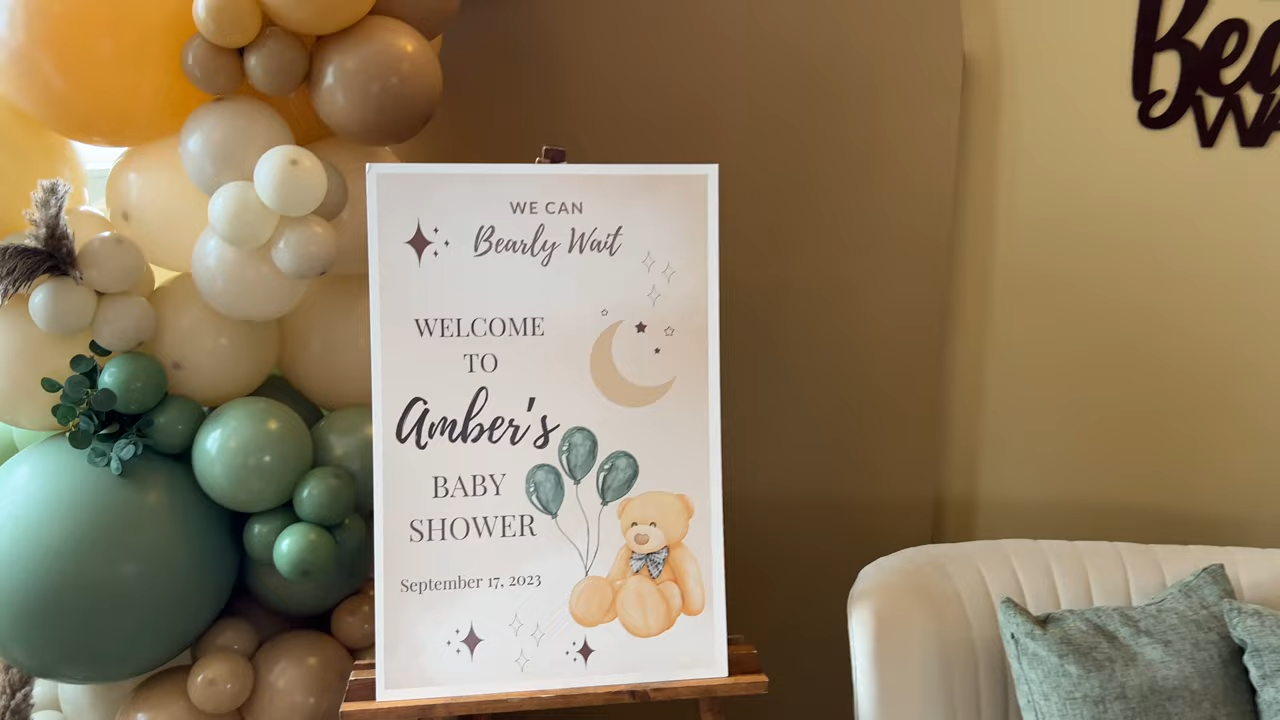 WE CAN
Bearly Wait
WELCOME
TO
Amber's
BABY
SHOWER
September 17, 2023